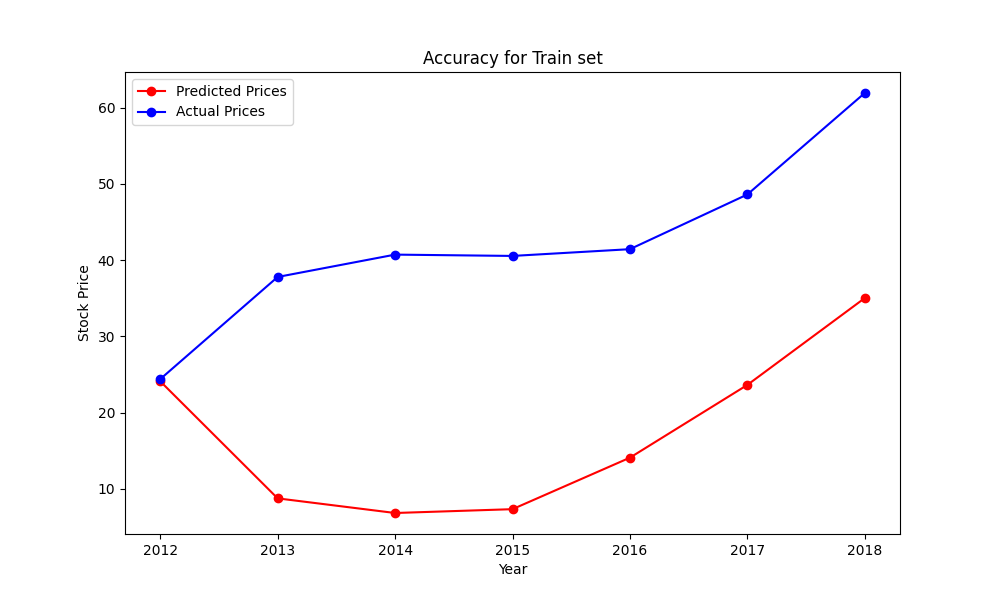 Accuracy for Train set
Predicted Prices
Actual Prices
60
50
40
30
20
10
Stock Price
2012 2013 2014 2015 2016 2017 2018
Year